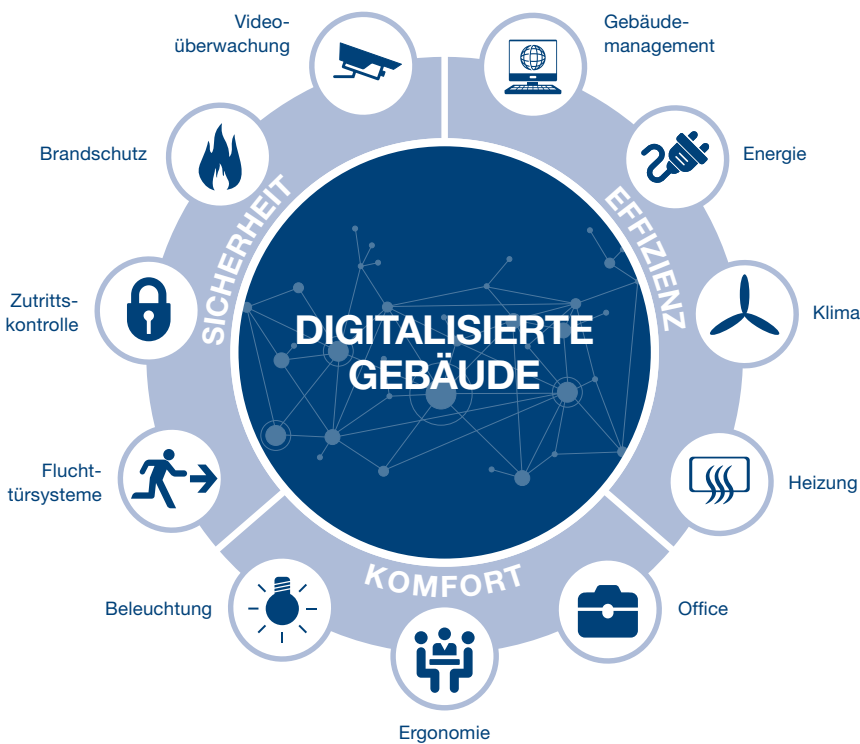 Video-
überwachung
Gebäude-
management
Brandschutz
Energie
SICHERHEIT
EFFIZIENZ
Zutritts-
kontrolle
Klima
DIGITALISIERTE
GEBÄUDE
Flucht-
türsysteme
Heizung
KOMFORT
Beleuchtung
Office
Ergonomie